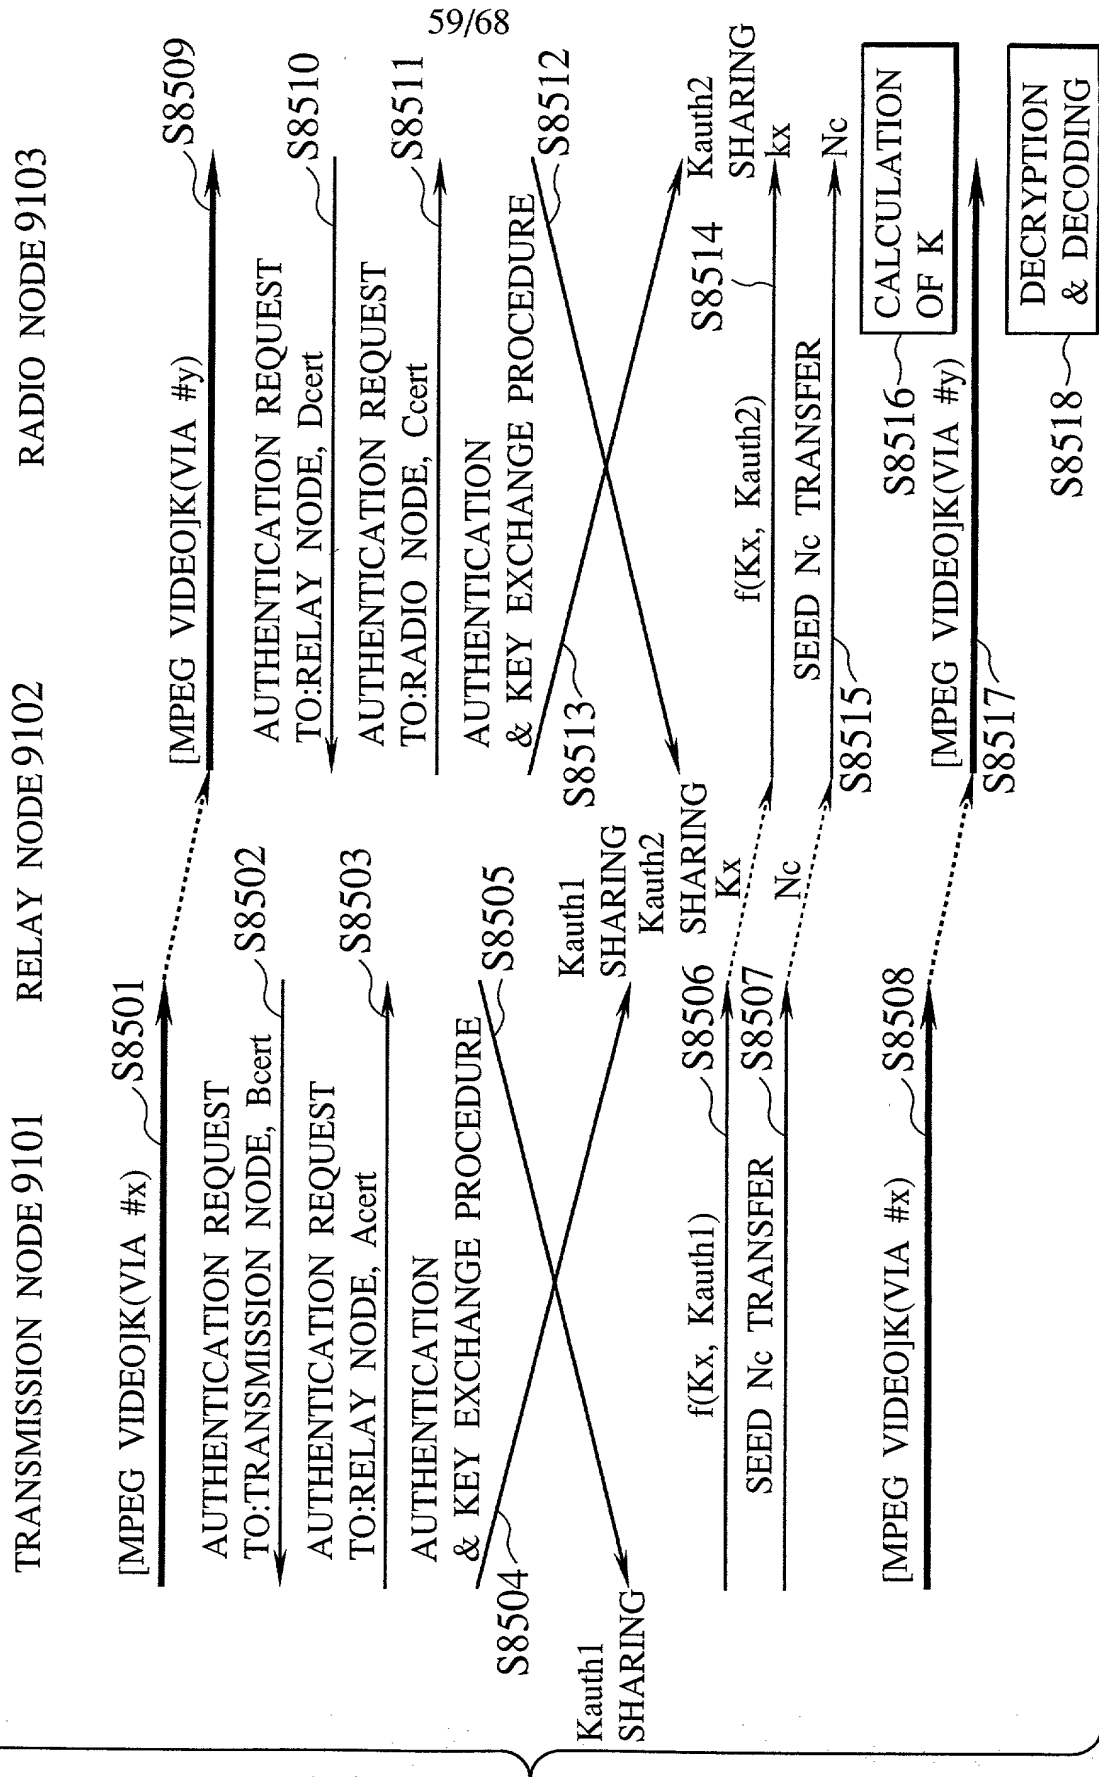 59/68
TRANSMISSION NODE 9101
RELAY NODE 9102
RADIO NODE 9103
[MPEG VIDEO]K(VIA #x)
S8501
[MPEG VIDEO]K(VIA #y)
S8509
AUTHENTICATION REQUEST
TO:TRANSMISSION NODE, Bcert
S8502
AUTHENTICATION REQUEST
TO:RELAY NODE, Dcert
S8510
AUTHENTICATION REQUEST
TO:RELAY NODE, Acert
S8503
AUTHENTICATION REQUEST
TO:RADIO NODE, Ccert
S8511
AUTHENTICATION
& KEY EXCHANGE PROCEDURE
S8504
S8505
AUTHENTICATION
& KEY EXCHANGE PROCEDURE
S8513
S8512
Kauth1
SHARING
Kauth1
SHARING
Kauth2
SHARING
Kauth2
SHARING
f(Kx, Kauth1)
S8506
Kx
f(Kx, Kauth2)
S8514
kx
SEED Nc TRANSFER
S8507
Nc
SEED Nc TRANSFER
S8515
Nc
S8516
CALCULATION
OF K
[MPEG VIDEO]K(VIA #x)
S8508
[MPEG VIDEO]K(VIA #y)
S8517
S8518
DECRYPTION
& DECODING